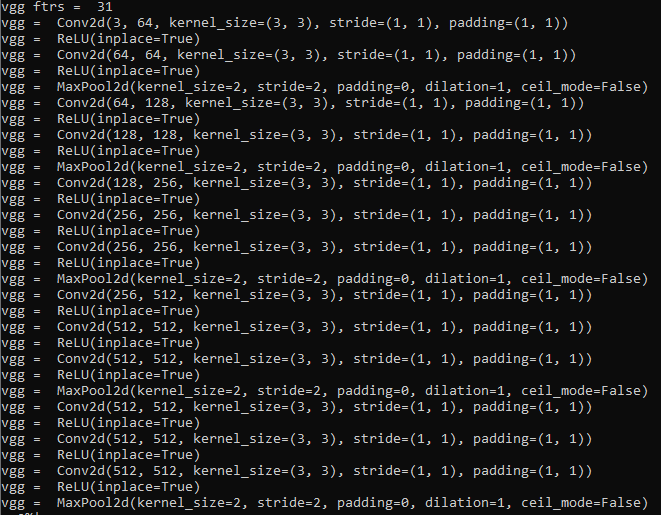 vgg ftrs =  31
vgg =  Conv2d(3, 64, kernel_size=(3, 3), stride=(1, 1), padding=(1, 1))
vgg =  ReLU(inplace=True)
vgg =  Conv2d(64, 64, kernel_size=(3, 3), stride=(1, 1), padding=(1, 1))
vgg =  ReLU(inplace=True)
vgg =  MaxPool2d(kernel_size=2, stride=2, padding=0, dilation=1, ceil_mode=False)
vgg =  Conv2d(64, 128, kernel_size=(3, 3), stride=(1, 1), padding=(1, 1))
vgg =  ReLU(inplace=True)
vgg =  Conv2d(128, 128, kernel_size=(3, 3), stride=(1, 1), padding=(1, 1))
vgg =  ReLU(inplace=True)
vgg =  MaxPool2d(kernel_size=2, stride=2, padding=0, dilation=1, ceil_mode=False)
vgg =  Conv2d(128, 256, kernel_size=(3, 3), stride=(1, 1), padding=(1, 1))
vgg =  ReLU(inplace=True)
vgg =  Conv2d(256, 256, kernel_size=(3, 3), stride=(1, 1), padding=(1, 1))
vgg =  ReLU(inplace=True)
vgg =  Conv2d(256, 256, kernel_size=(3, 3), stride=(1, 1), padding=(1, 1))
vgg =  ReLU(inplace=True)
vgg =  MaxPool2d(kernel_size=2, stride=2, padding=0, dilation=1, ceil_mode=False)
vgg =  Conv2d(256, 512, kernel_size=(3, 3), stride=(1, 1), padding=(1, 1))
vgg =  ReLU(inplace=True)
vgg =  Conv2d(512, 512, kernel_size=(3, 3), stride=(1, 1), padding=(1, 1))
vgg =  ReLU(inplace=True)
vgg =  Conv2d(512, 512, kernel_size=(3, 3), stride=(1, 1), padding=(1, 1))
vgg =  ReLU(inplace=True)
vgg =  MaxPool2d(kernel_size=2, stride=2, padding=0, dilation=1, ceil_mode=False)
vgg =  Conv2d(512, 512, kernel_size=(3, 3), stride=(1, 1), padding=(1, 1))
vgg =  ReLU(inplace=True)
vgg =  Conv2d(512, 512, kernel_size=(3, 3), stride=(1, 1), padding=(1, 1))
vgg =  ReLU(inplace=True)
vgg =  Conv2d(512, 512, kernel_size=(3, 3), stride=(1, 1), padding=(1, 1))
vgg =  ReLU(inplace=True)
vgg =  MaxPool2d(kernel_size=2, stride=2, padding=0, dilation=1, ceil_mode=False)